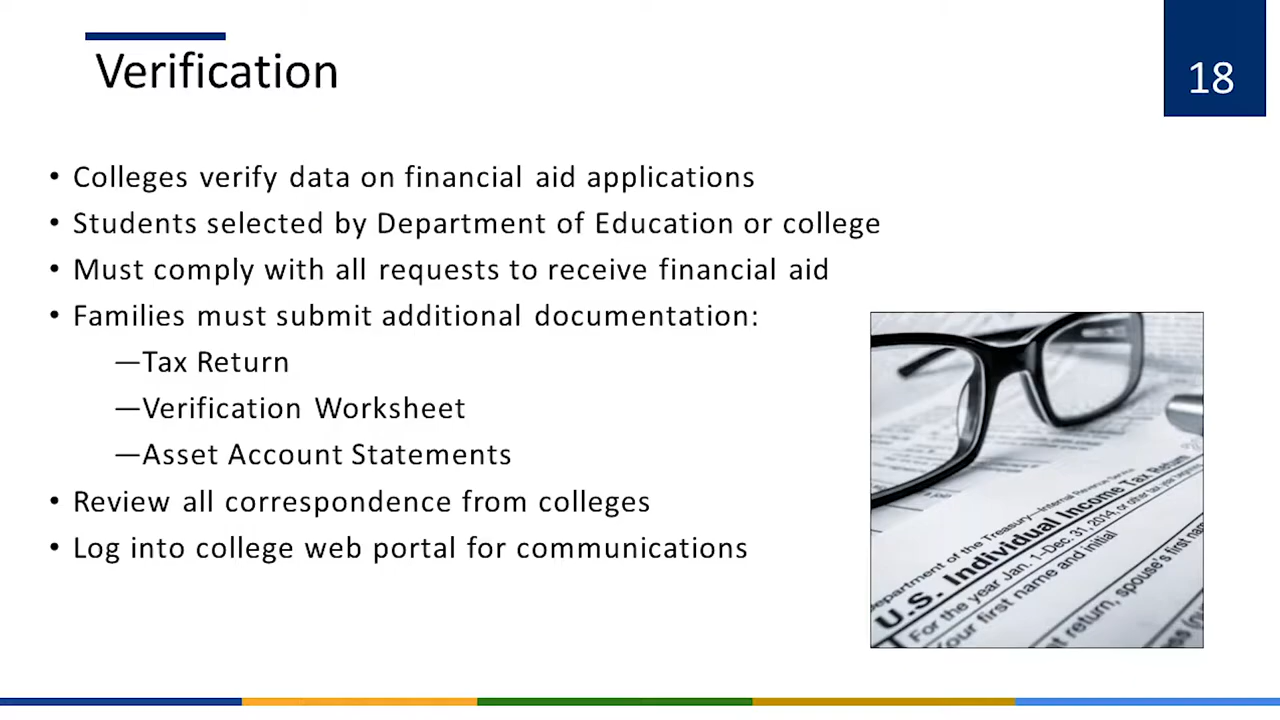 Verification
18
• Colleges verify data on financial aid applications
• Students selected by Department of Education or college
• Must comply with all requests to receive financial aid
• Families must submit additional documentation:
—Tax Return
—Verification Worksheet
—Asset Account Statements
• Review all correspondence from colleges
• Log into college web portal for communications
Department of the Treasury—Internal Revenue Service
U.S. Individual Income Tax Return
For the year Jan. 1–Dec. 31, 2014, or other tax year beginning
Your first name and initial
return, spouse's first